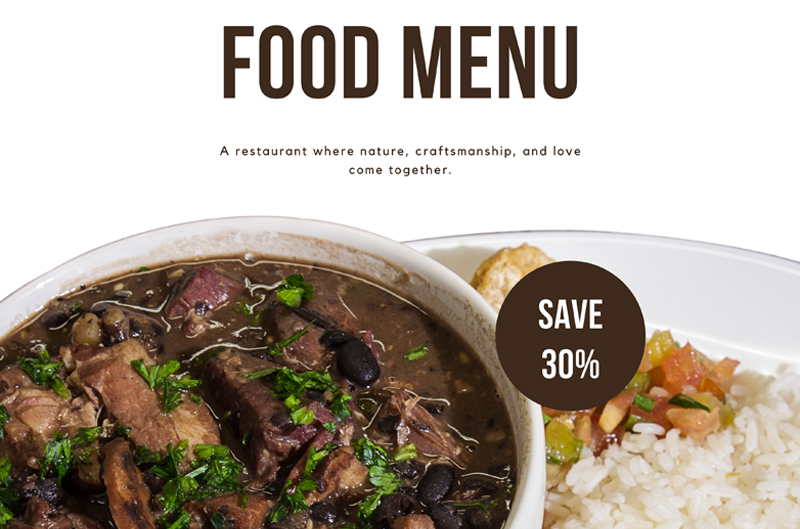 FOOD MENU
A restaurant where nature, craftsmanship, and love
come together.
SAVE
30%